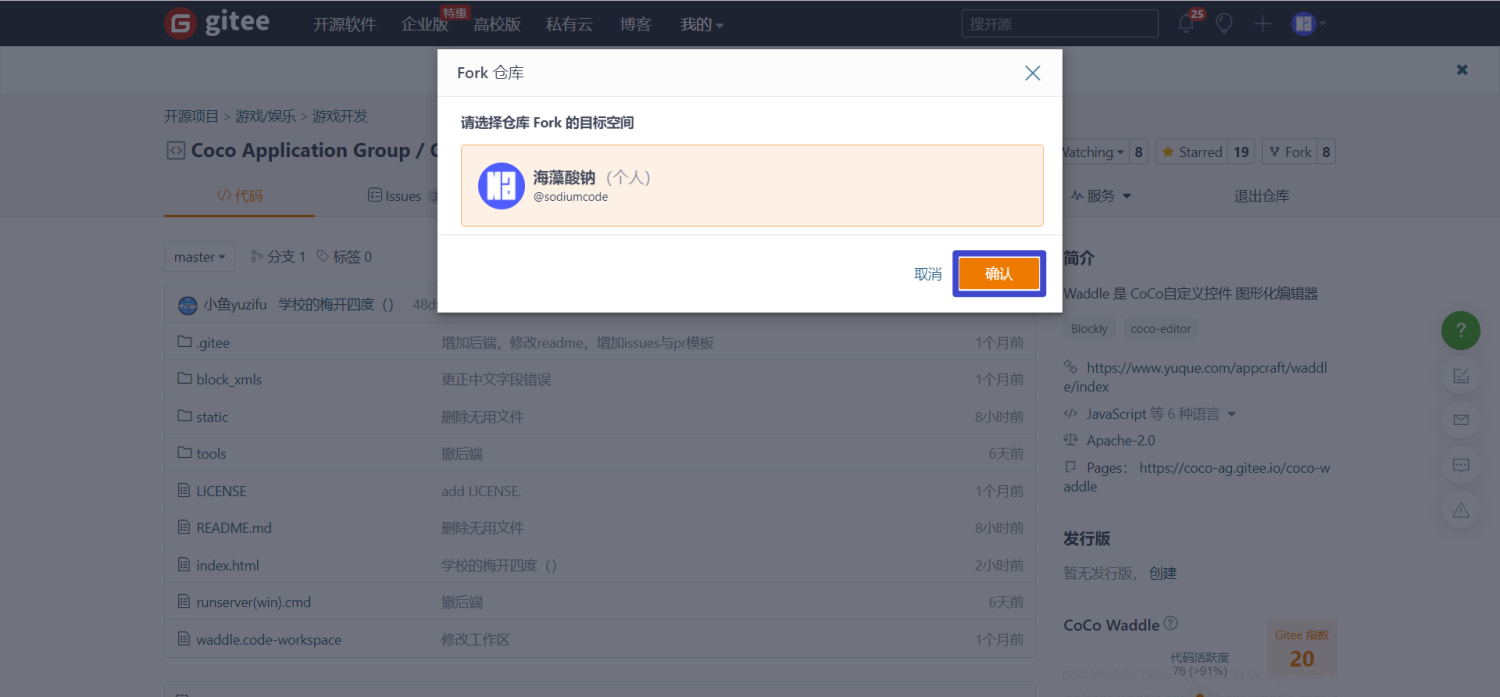 gitee
开源软件 企业版 特惠 高校版 私有云 博客 我的 搜开源 25
Fork 仓库
请选择仓库 Fork 的目标空间
海藻酸钠 (个人)
@sodiumcode
取消 确认
开源项目 > 游戏/娱乐 > 游戏开发
Coco Application Group /
Watching 8 Starred 19 Fork 8
代码 Issues 服务 退出仓库
master 分支 1 标签 0
小鱼yuzifu 学校的梅开四度（） 48d
.gitee 增加后端，修改readme，增加issues与pr模板 1个月前
block_xmls 更正中文字段错误 1个月前
static 删除无用文件 8小时前
tools 撤后端 6天前
LICENSE add LICENSE. 1个月前
README.md 删除无用文件 8小时前
index.html 学校的梅开四度（） 2小时前
runserver(win).cmd 撤后端 6天前
waddle.code-workspace 修改工作区 1个月前
简介
Waddle 是 CoCo自定义控件 图形化编辑器
Blockly coco-editor
https://www.yuque.com/appcraft/waddl
e/index
JavaScript 等 6 种语言
Apache-2.0
Pages： https://coco-ag.gitee.io/coco-w
addle
发行版
暂无发行版， 创建
CoCo Waddle
Gitee 指数
20
代码活跃度
76 (>91%)
?